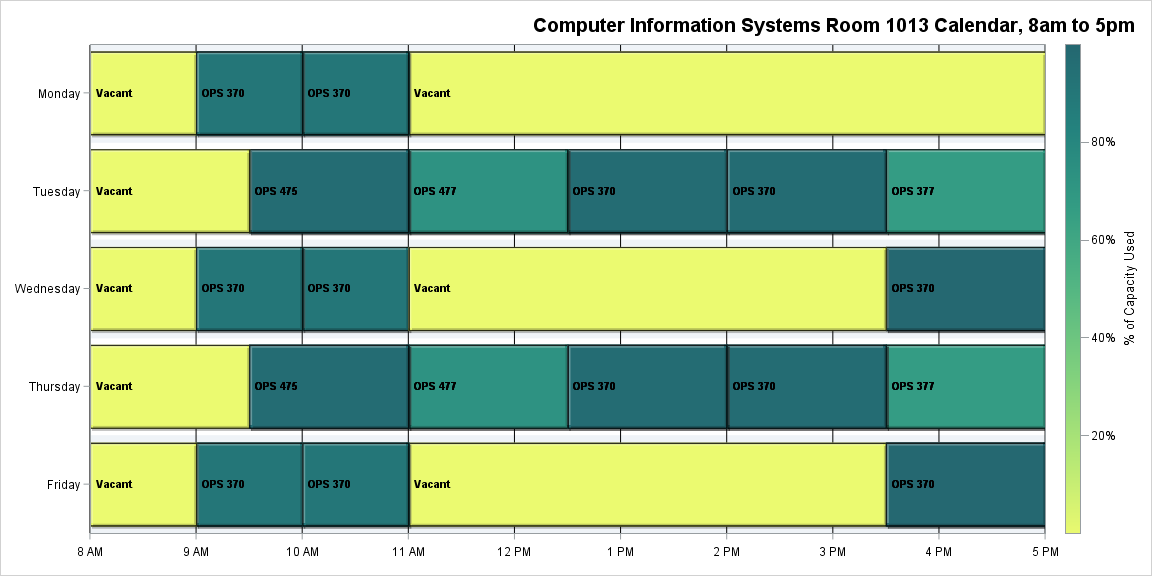 Computer Information Systems Room 1013 Calendar, 8am to 5pm
Monday
Vacant
OPS 370
OPS 370
Vacant
Tuesday
Vacant
OPS 475
OPS 477
OPS 370
OPS 370
OPS 377
Wednesday
Vacant
OPS 370
OPS 370
Vacant
OPS 370
Thursday
Vacant
OPS 475
OPS 477
OPS 370
OPS 370
OPS 377
Friday
Vacant
OPS 370
OPS 370
Vacant
OPS 370
8 AM
9 AM
10 AM
11 AM
12 PM
1 PM
2 PM
3 PM
4 PM
5 PM
80%
60%
40%
20%
% of Capacity Used